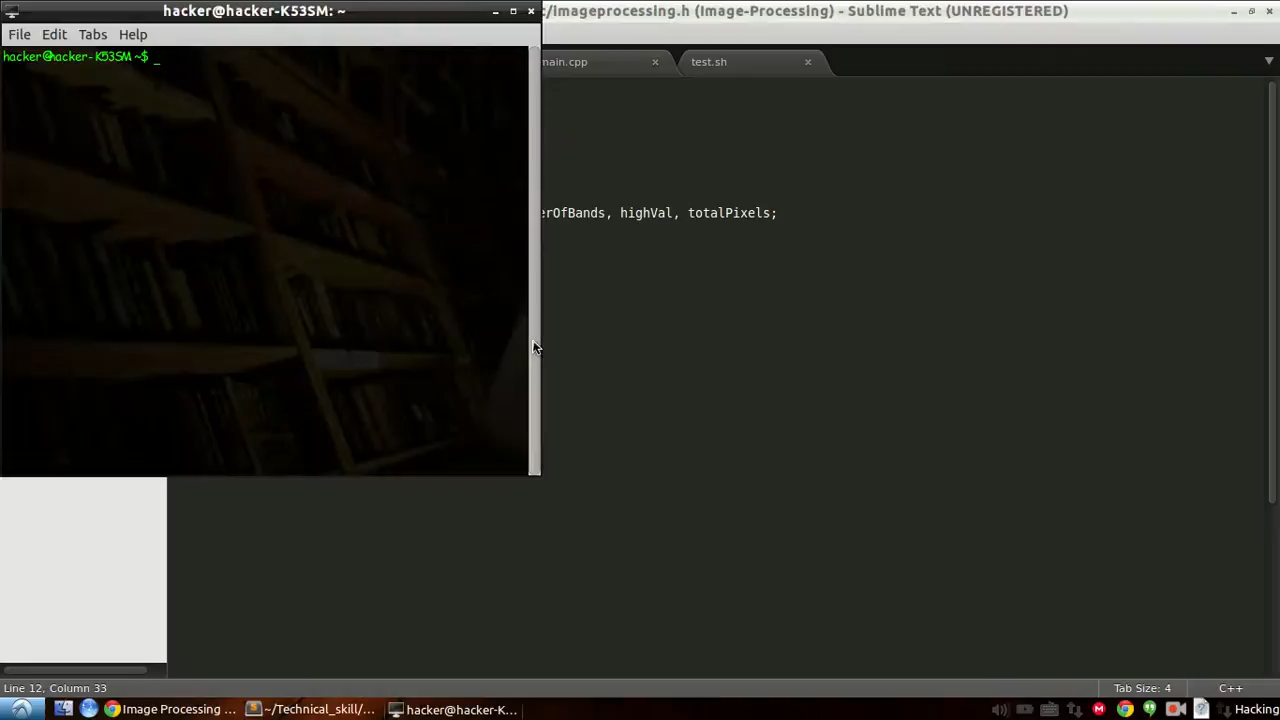 hacker@hacker-K53SM: ~
/Imageprocessing.h (Image-Processing) - Sublime Text (UNREGISTERED)
File Edit Tabs Help
hacker@hacker-K53SM ~$ _
main.cpp
test.sh
erOfBands, highVal, totalPixels;
Line 12, Column 33
Tab Size: 4
C++
Image Processing ...
~/Technical_skill/...
hacker@hacker-K...
Hacking